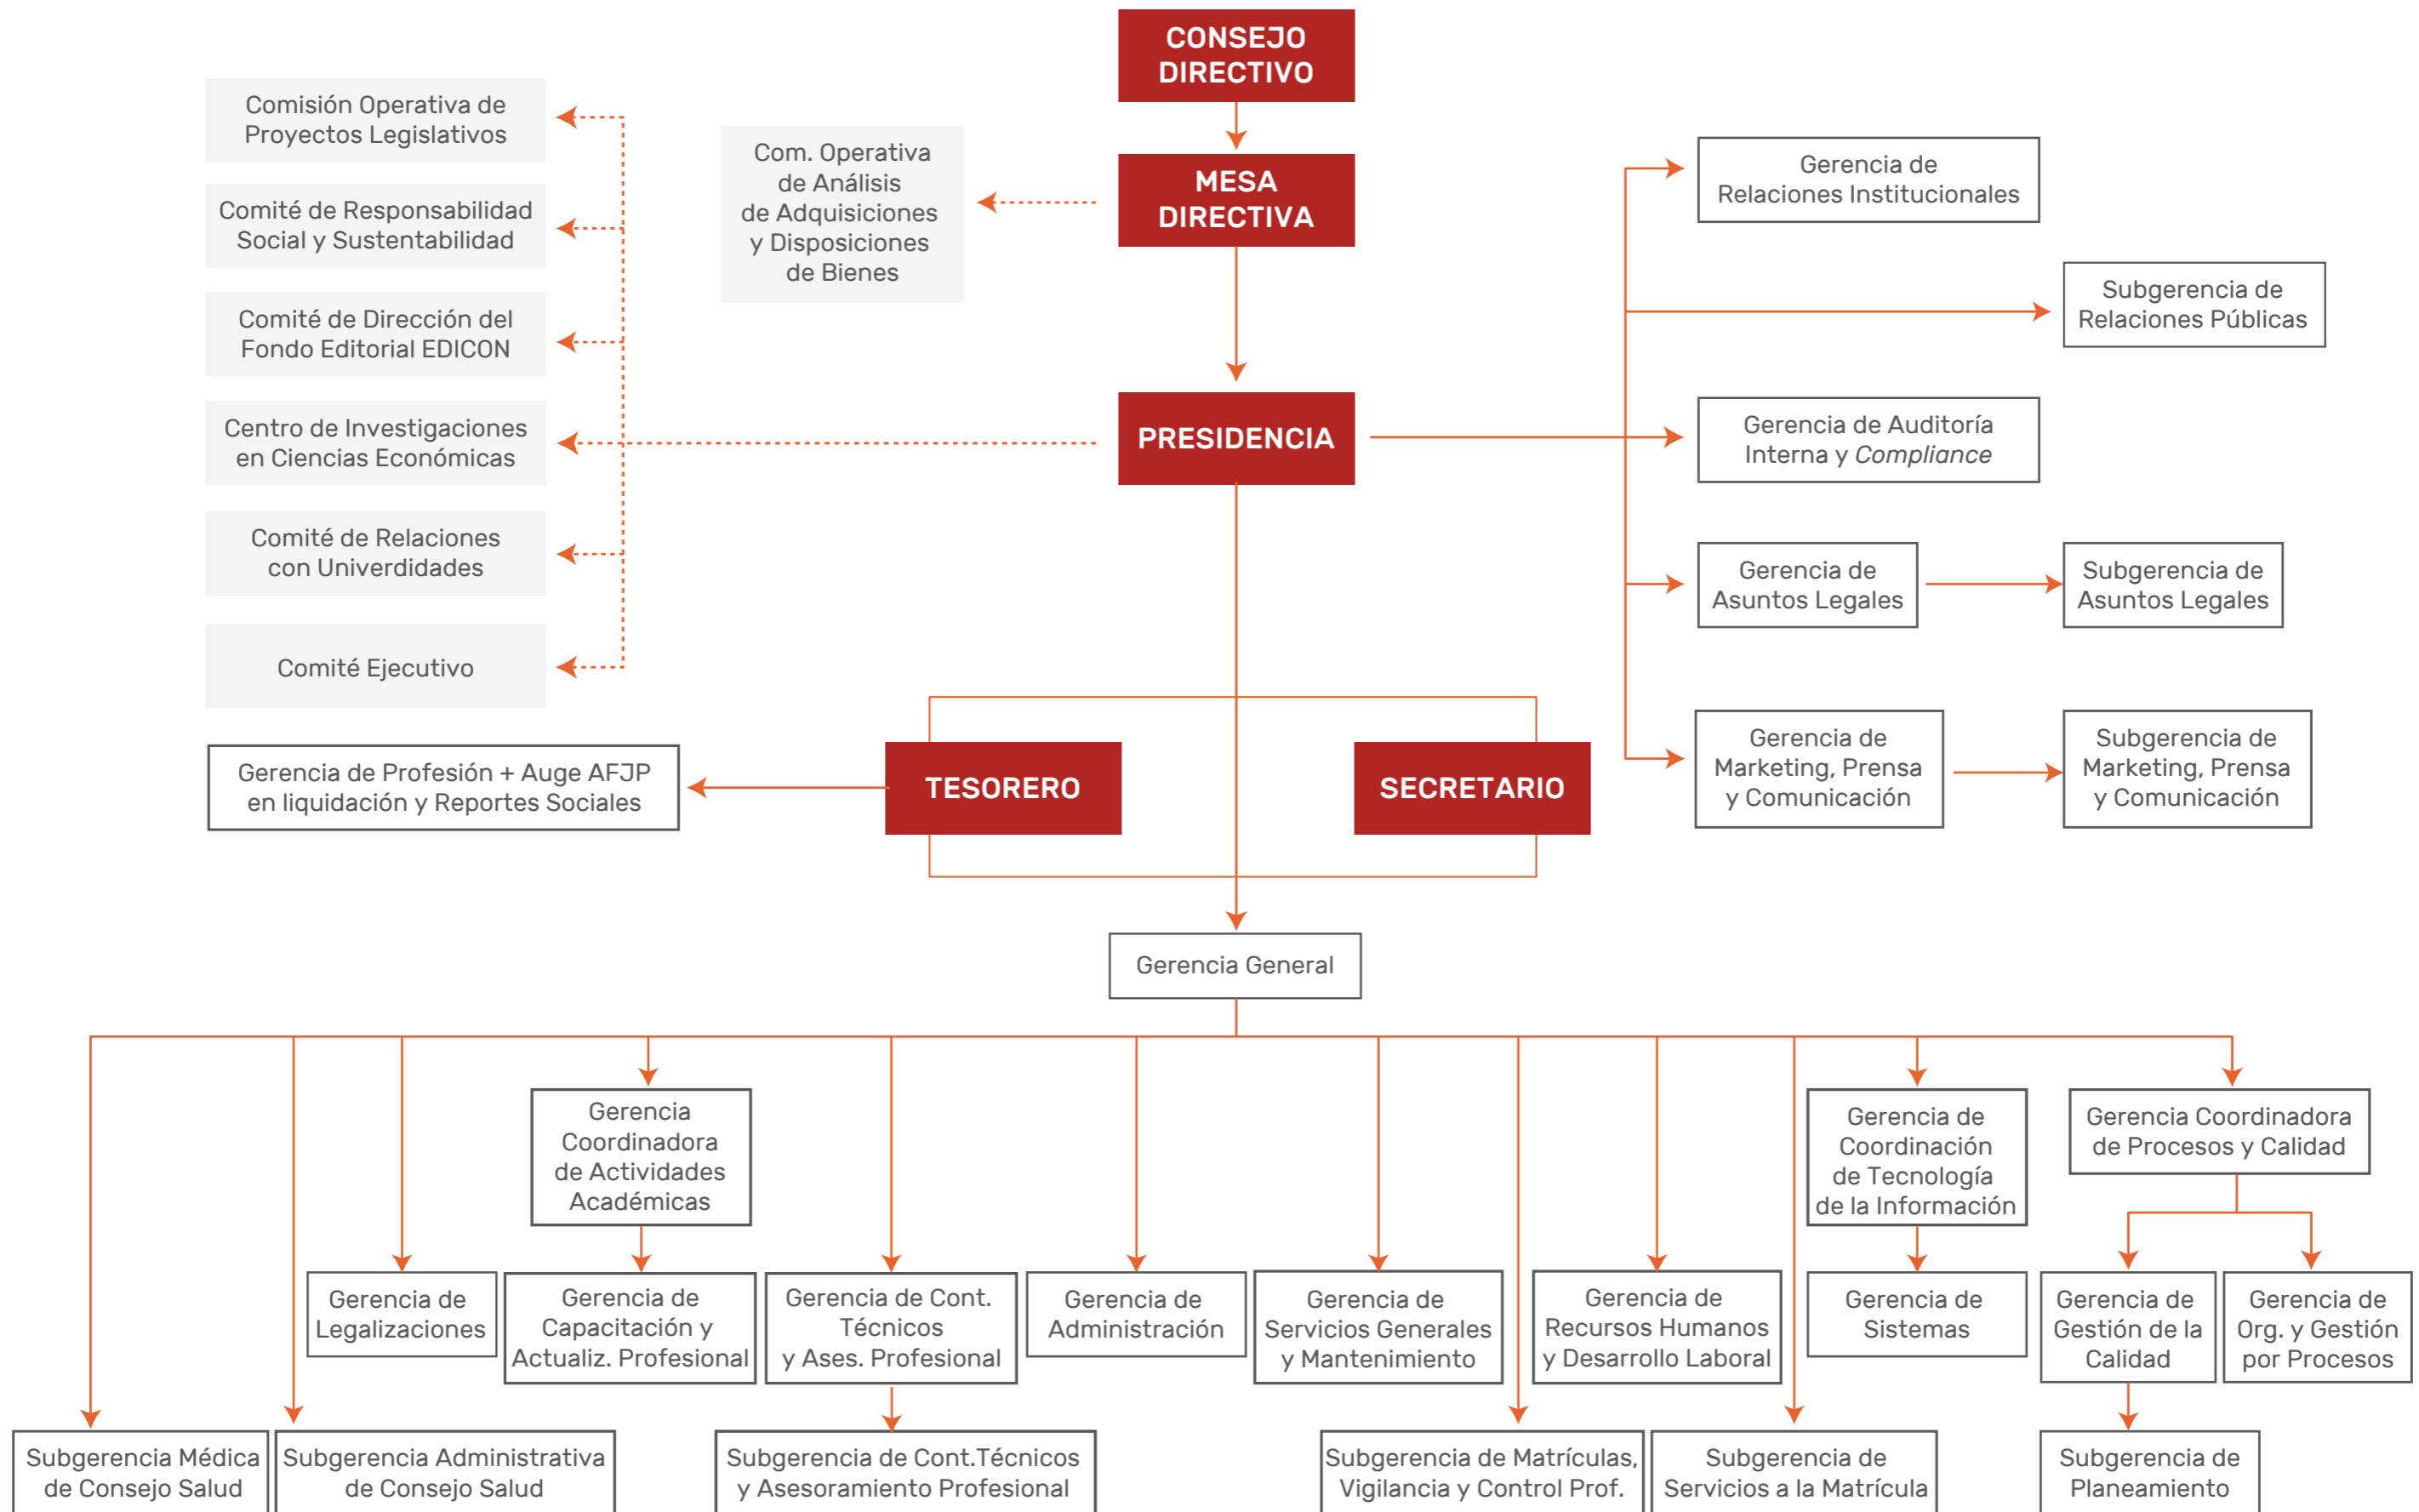 CONSEJO
DIRECTIVO
MESA
DIRECTIVA
PRESIDENCIA
Comisión Operativa de
Proyectos Legislativos
Comité de Responsabilidad
Social y Sustentabilidad
Comité de Dirección del
Fondo Editorial EDICON
Centro de Investigaciones
en Ciencias Económicas
Comité de Relaciones
con Univerdidades
Comité Ejecutivo
Com. Operativa
de Análisis
de Adquisiciones
y Disposiciones
de Bienes
Gerencia de
Relaciones Institucionales
Subgerencia de
Relaciones Públicas
Gerencia de Auditoría
Interna y Compliance
Gerencia de
Asuntos Legales
Subgerencia de
Asuntos Legales
Gerencia de
Marketing, Prensa
y Comunicación
Subgerencia de
Marketing, Prensa
y Comunicación
Gerencia de Profesión + Auge AFJP
en liquidación y Reportes Sociales
TESORERO
SECRETARIO
Gerencia General
Gerencia
Coordinadora
de Actividades
Académicas
Gerencia de
Coordinación
de Tecnología
de la Información
Gerencia Coordinadora
de Procesos y Calidad
Gerencia de
Legalizaciones
Gerencia de
Capacitación y
Actualiz. Profesional
Gerencia de Cont.
Técnicos
y Ases. Profesional
Gerencia de
Administración
Gerencia de
Servicios Generales
y Mantenimiento
Gerencia de
Recursos Humanos
y Desarrollo Laboral
Gerencia de
Sistemas
Gerencia de
Gestión de la
Calidad
Gerencia de
Org. y Gestión
por Procesos
Subgerencia Médica
de Consejo Salud
Subgerencia Administrativa
de Consejo Salud
Subgerencia de Cont.Técnicos
y Asesoramiento Profesional
Subgerencia de Matrículas,
Vigilancia y Control Prof.
Subgerencia de
Servicios a la Matrícula
Subgerencia de
Planeamiento